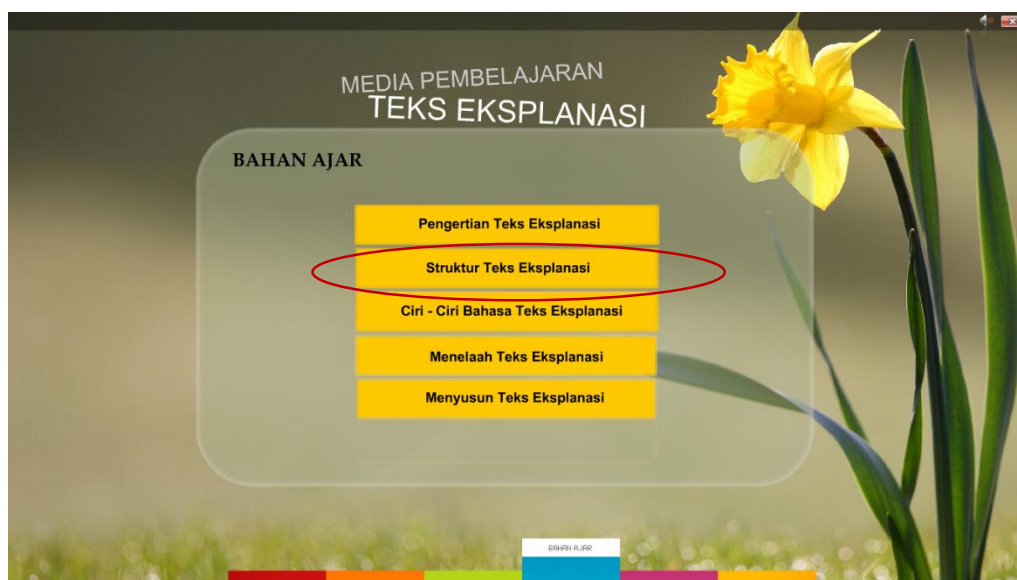 MEDIA PEMBELAJARAN
TEKS EKSPLANASI
BAHAN AJAR
Pengertian Teks Eksplanasi
Struktur Teks Eksplanasi
Ciri - Ciri Bahasa Teks Eksplanasi
Menelaah Teks Eksplanasi
Menyusun Teks Eksplanasi
BAHAN AJAR